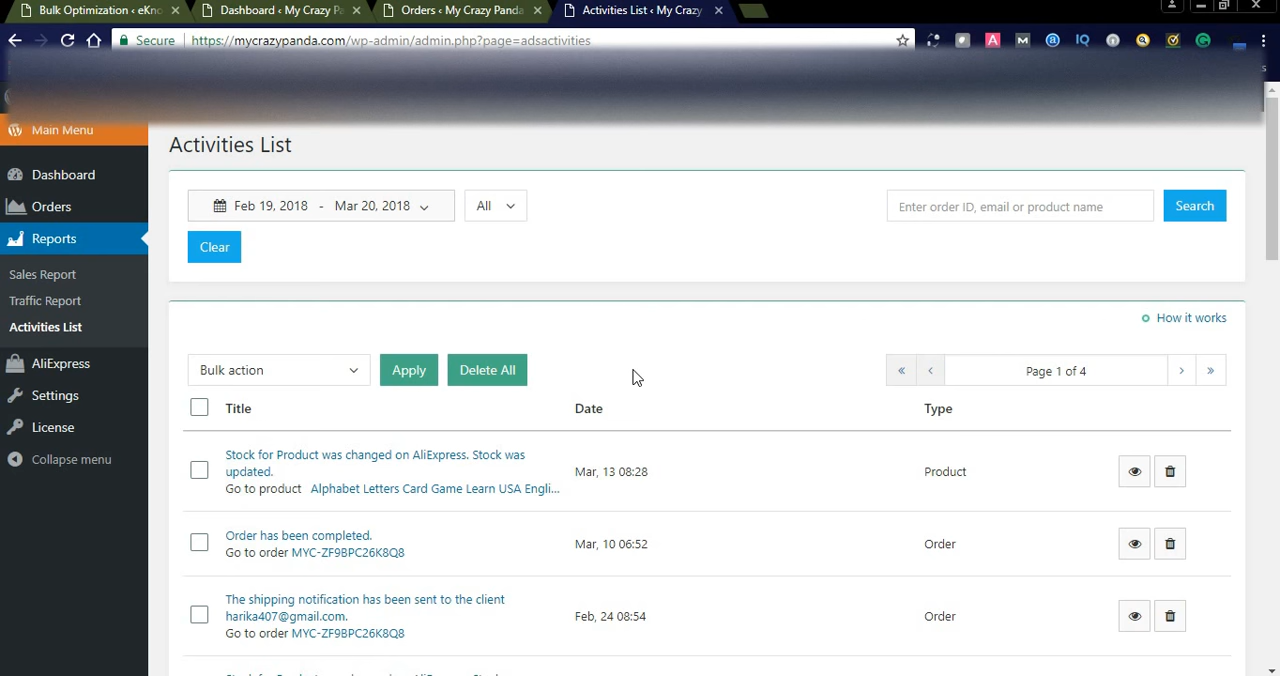 Bulk Optimization ‹ eKno
Dashboard ‹ My Crazy Pa
Orders ‹ My Crazy Panda
Activities List ‹ My Crazy
Secure
https://mycrazypanda.com/wp-admin/admin.php?page=adsactivities
Main Menu
Dashboard
Orders
Reports
Sales Report
Traffic Report
Activities List
AliExpress
Settings
License
Collapse menu
Activities List
Feb 19, 2018 - Mar 20, 2018
All
Enter order ID, email or product name
Search
Clear
How it works
Bulk action
Apply
Delete All
« ‹ Page 1 of 4 › »
Title Date Type
Stock for Product was changed on AliExpress. Stock was
updated.
Go to product Alphabet Letters Card Game Learn USA Engli...
Mar, 13 08:28
Product
Order has been completed.
Go to order MYC-ZF9BPC26K8Q8
Mar, 10 06:52
Order
The shipping notification has been sent to the client
harika407@gmail.com.
Go to order MYC-ZF9BPC26K8Q8
Feb, 24 08:54
Order